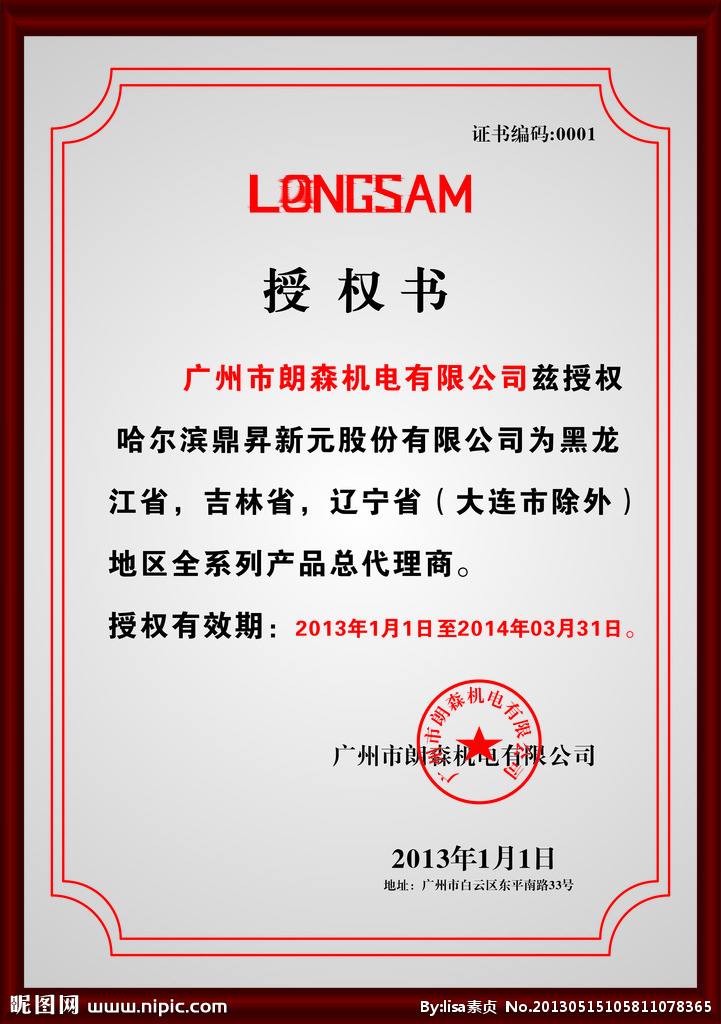 证书编码:0001
LONGSAM
授权书
广州市朗森机电有限公司兹授权
哈尔滨鼎昇新元股份有限公司为黑龙
江省，吉林省，辽宁省（大连市除外）
地区全系列产品总代理商。
授权有效期：2013年1月1日至2014年03月31日。
广州市朗森机电有限公司
广州市朗森机电有限公司
2013年1月1日
地址：广州市白云区东平南路33号
昵图网 www.nipic.com
By:lisa素贞 No.20130515105811078365